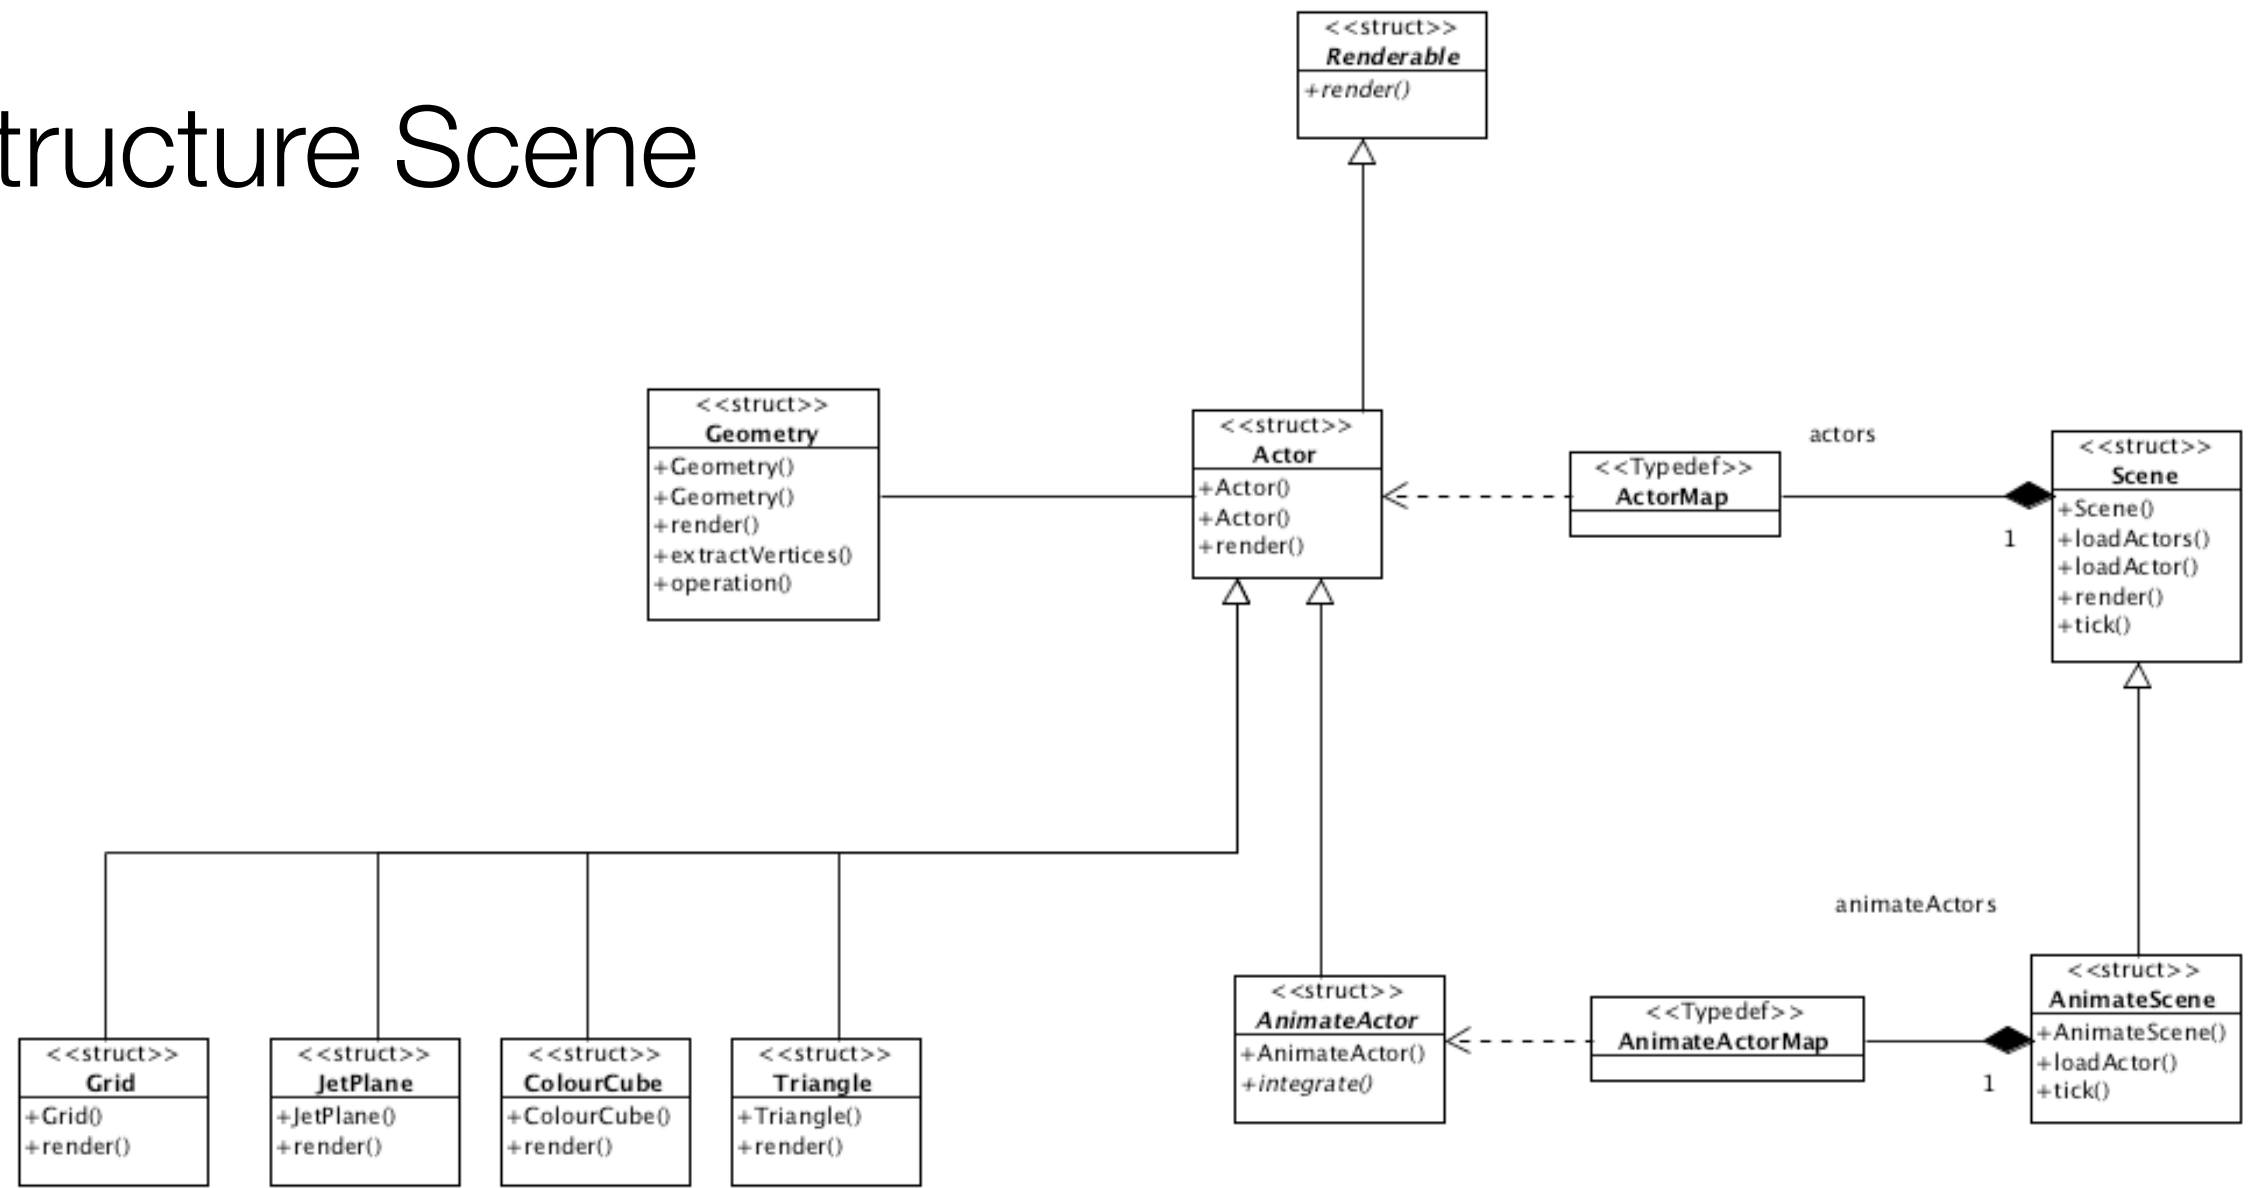 tructure Scene
<<struct>>
Renderable
+render()
<<struct>>
Geometry
+Geometry()
+Geometry()
+render()
+extractVertices()
+operation()
<<struct>>
Actor
+Actor()
+Actor()
+render()
<<Typedef>>
ActorMap
actors
1
<<struct>>
Scene
+Scene()
+loadActors()
+loadActor()
+render()
+tick()
<<struct>>
Grid
+Grid()
+render()
<<struct>>
JetPlane
+JetPlane()
+render()
<<struct>>
ColourCube
+ColourCube()
+render()
<<struct>>
Triangle
+Triangle()
+render()
<<struct>>
AnimateActor
+AnimateActor()
+integrate()
<<Typedef>>
AnimateActorMap
animateActors
1
<<struct>>
AnimateScene
+AnimateScene()
+loadActor()
+tick()